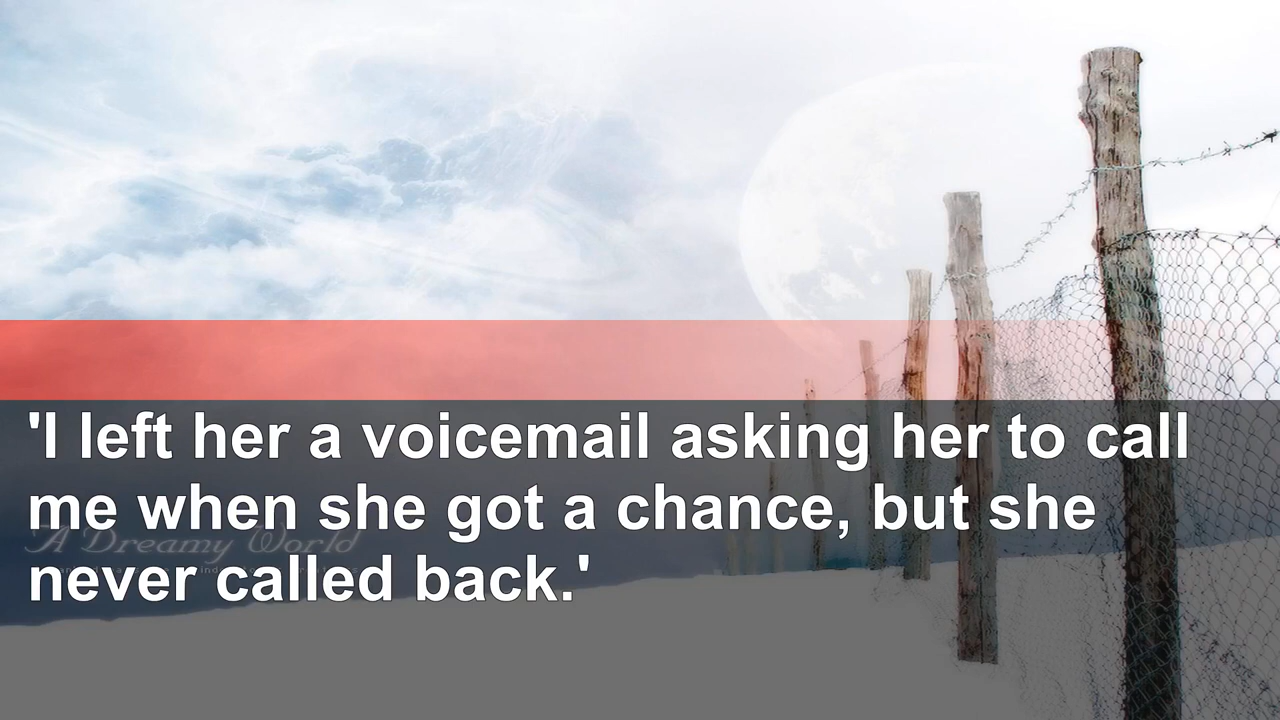 'I left her a voicemail asking her to call
me when she got a chance, but she
never called back.'
A Dreamy World